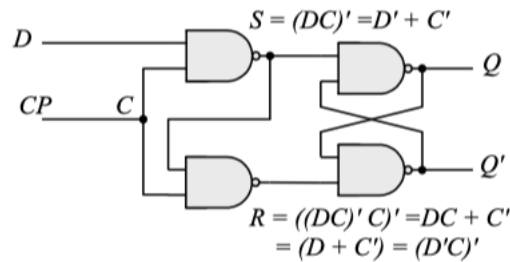 S = (DC)' =D' + C'
D
Q
CP
C
Q'
R = ((DC)' C)' =DC + C'
= (D + C') = (D'C)'